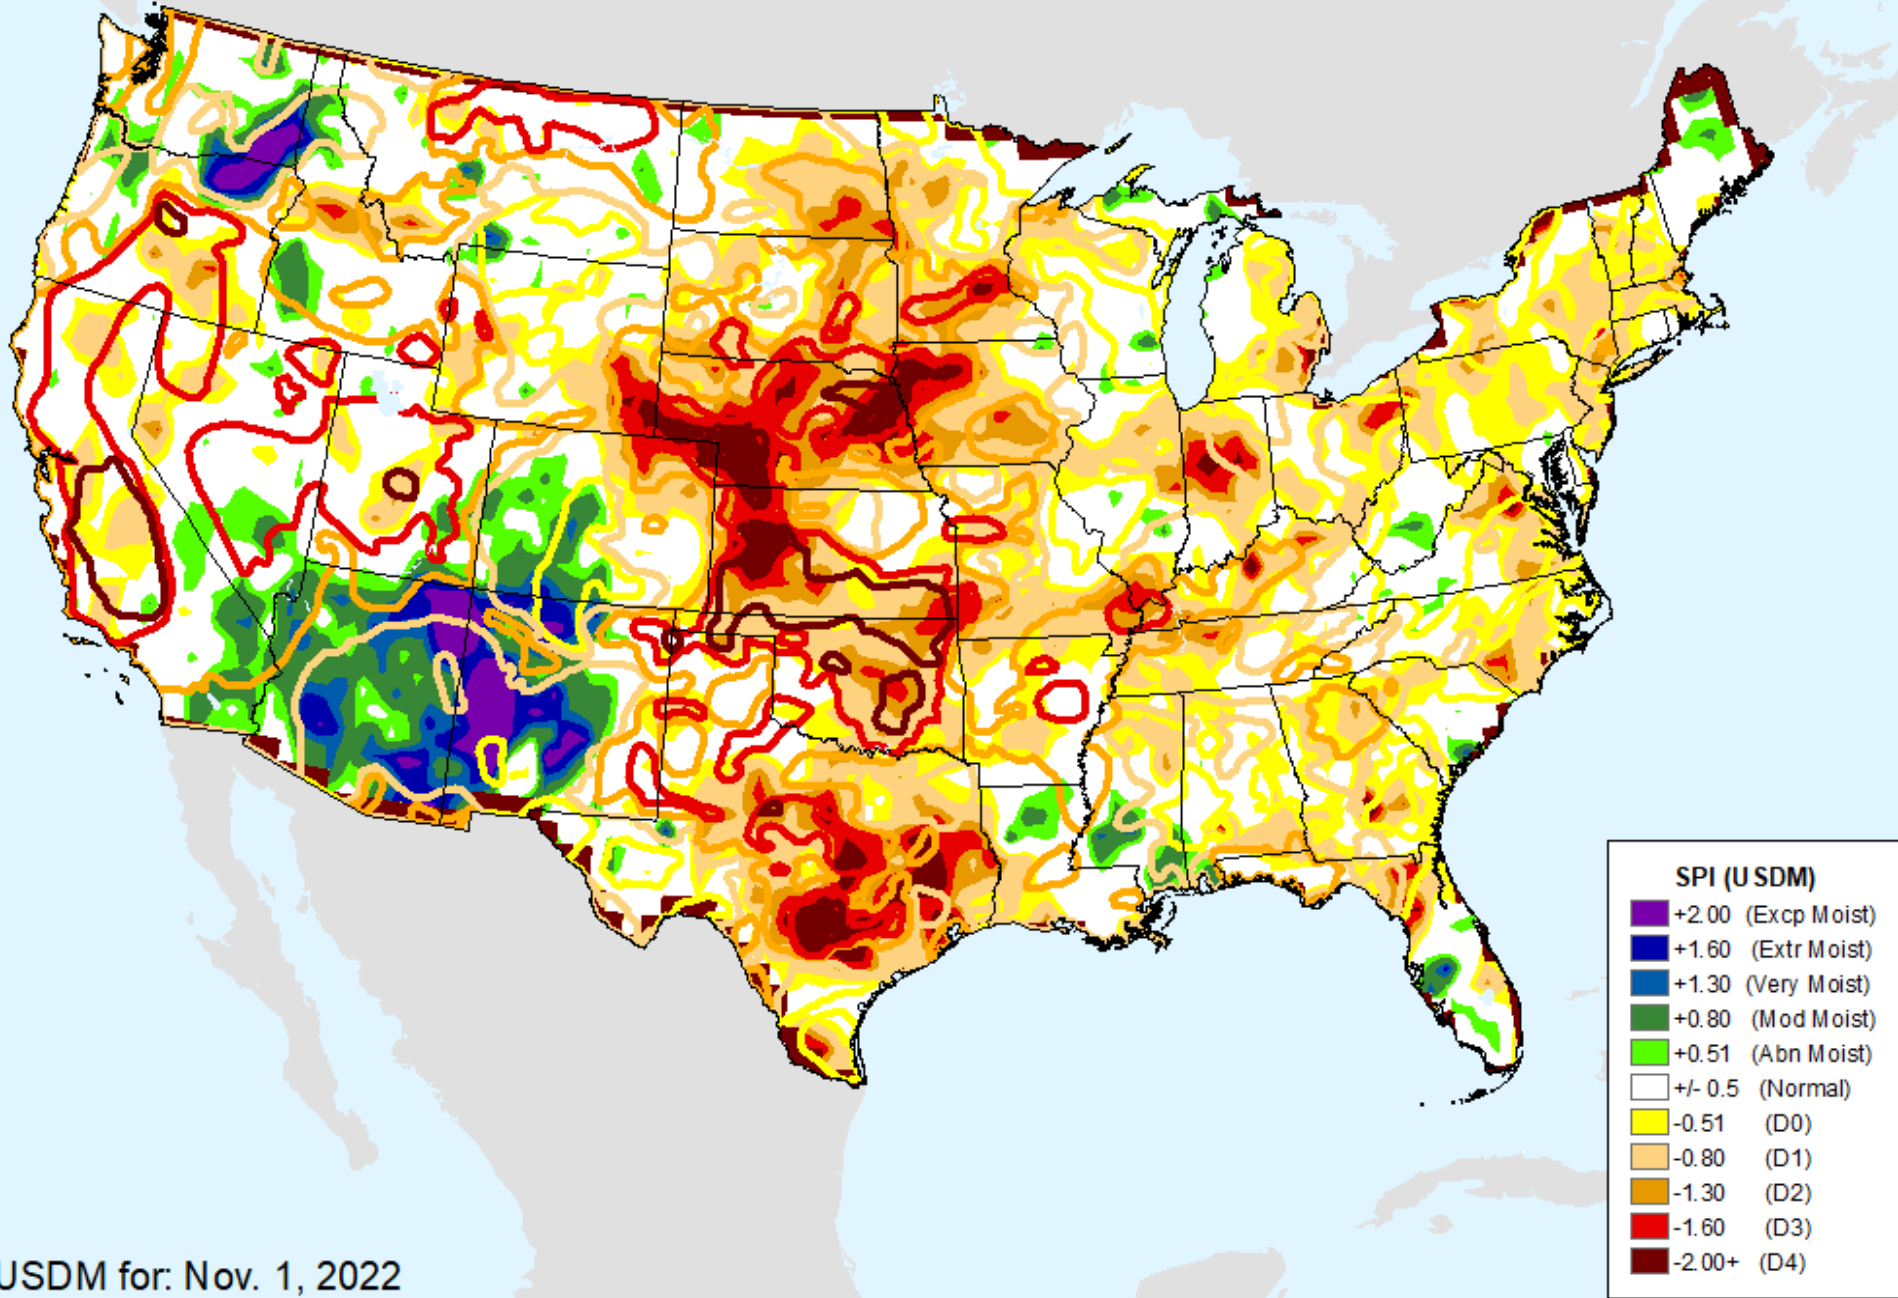 SPI (USDM)
+2.00 (Excp Moist)
+1.60 (Extr Moist)
+1.30 (Very Moist)
+0.80 (Mod Moist)
+0.51 (Abn Moist)
+/- 0.5 (Normal)
-0.51 (D0)
-0.80 (D1)
-1.30 (D2)
-1.60 (D3)
-2.00+ (D4)
USDM for: Nov. 1, 2022